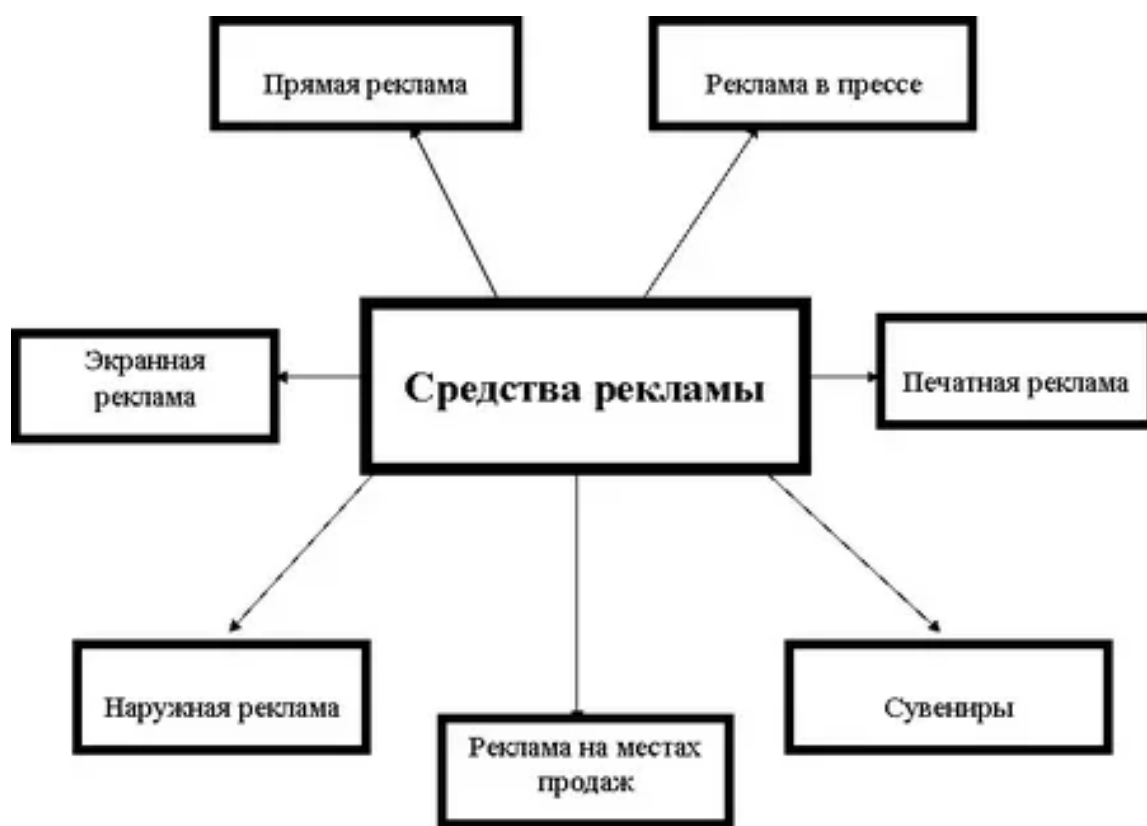 Прямая реклама
Реклама в прессе
Экранная
реклама
Средства рекламы
Печатная реклама
Наружная реклама
Реклама на местах
продаж
Сувениры